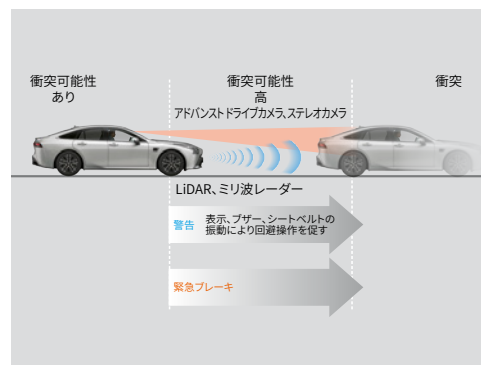 衝突可能性
あり
衝突可能性
高
衝突
アドバンストドライブカメラ、ステレオカメラ
LiDAR、ミリ波レーダー
警告
表示、ブザー、シートベルトの
振動により回避操作を促す
緊急ブレーキ